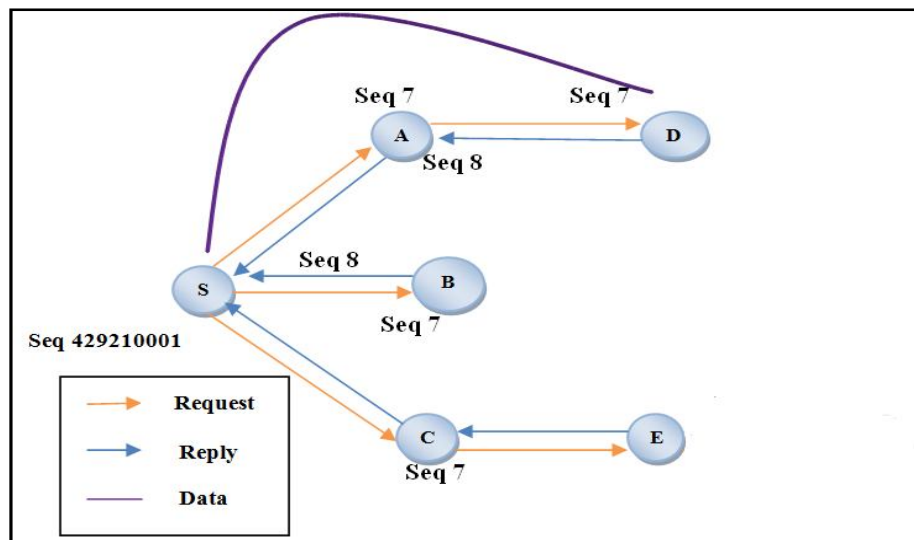 Seq 7
Seq 7
A
D
Seq 8
Seq 8
S
B
Seq 7
Seq 429210001
Request
Reply
Data
C
E
Seq 7